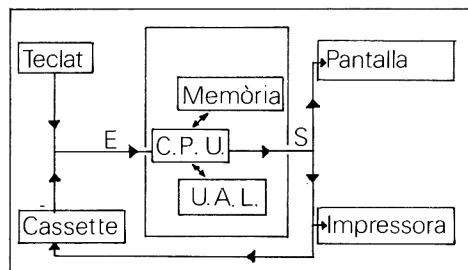 Teclat
Pantalla
Memòria
E
C.P.U.
S
U.A.L.
Cassette
Impressora